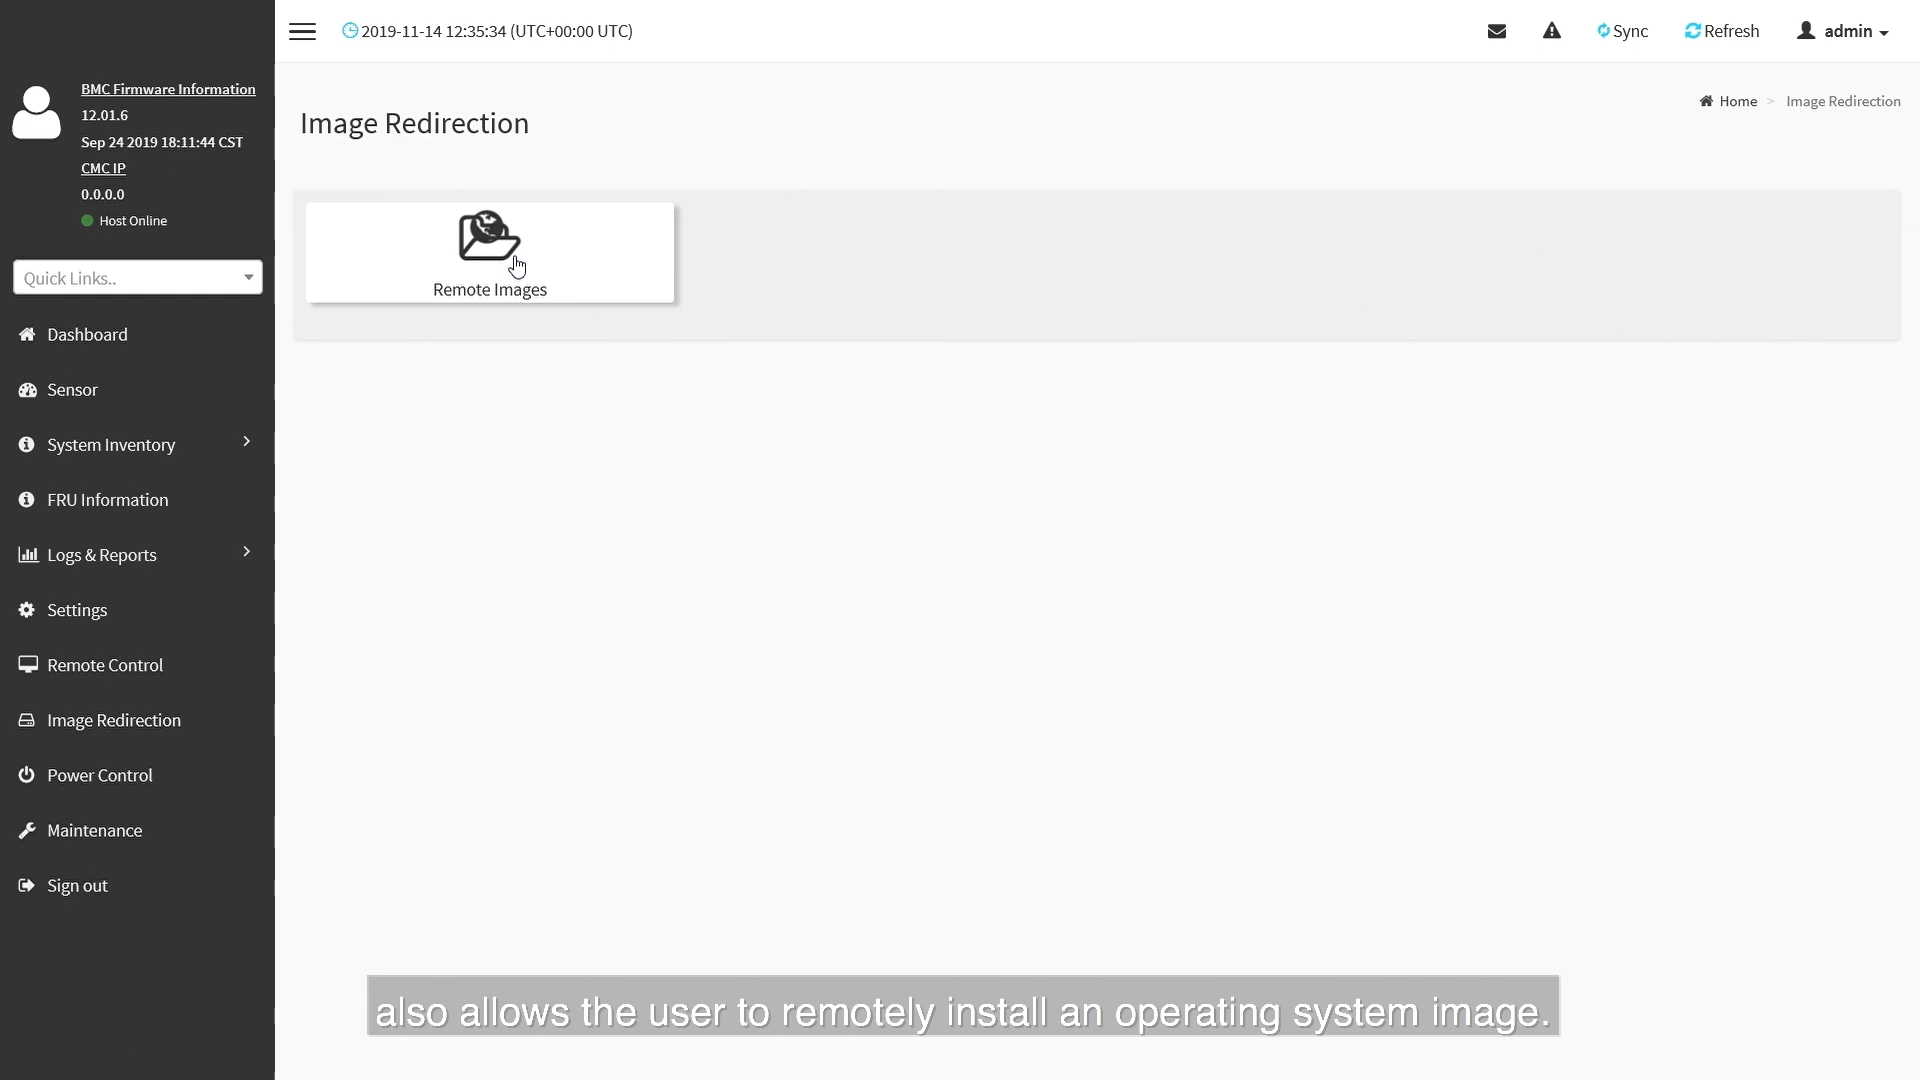 2019-11-14 12:35:34 (UTC+00:00 UTC)
Sync
Refresh
admin
BMC Firmware Information
12.01.6
Sep 24 2019 18:11:44 CST
CMC IP
0.0.0.0
Host Online
Quick Links..
Dashboard
Sensor
System Inventory
FRU Information
Logs & Reports
Settings
Remote Control
Image Redirection
Power Control
Maintenance
Sign out
Home > Image Redirection
Image Redirection
Remote Images
also allows the user to remotely install an operating system image.